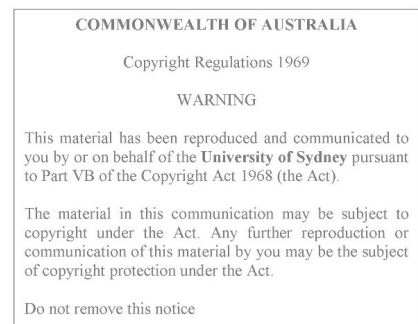 COMMONWEALTH OF AUSTRALIA
Copyright Regulations 1969
WARNING
This material has been reproduced and communicated to
you by or on behalf of the University of Sydney pursuant
to Part VB of the Copyright Act 1968 (the Act).
The material in this communication may be subject to
copyright under the Act. Any further reproduction or
communication of this material by you may be the subject
of copyright protection under the Act.
Do not remove this notice